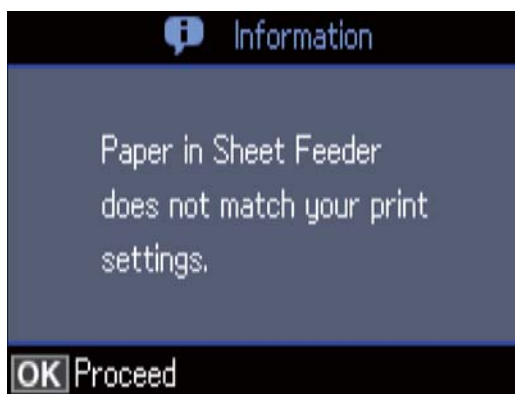 Information
Paper in Sheet Feeder
does not match your print
settings.
OK Proceed